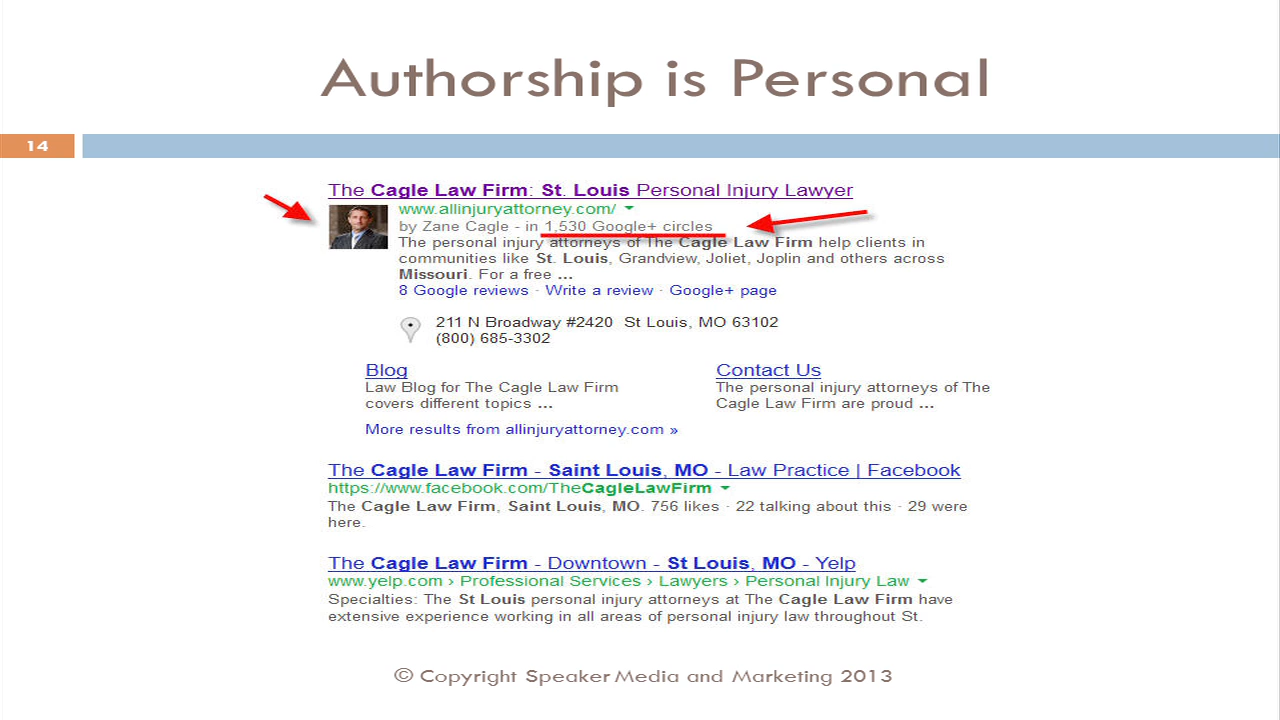 Authorship is Personal
14
The Cagle Law Firm: St. Louis Personal Injury Lawyer
www.allinjuryattorney.com/
by Zane Cagle - in 1,530 Google+ circles
The personal injury attorneys of The Cagle Law Firm help clients in
communities like St. Louis, Grandview, Joliet, Joplin and others across
Missouri. For a free ...
8 Google reviews · Write a review · Google+ page
211 N Broadway #2420 St Louis, MO 63102
(800) 685-3302
Blog
Law Blog for The Cagle Law Firm
covers different topics ...
Contact Us
The personal injury attorneys of The
Cagle Law Firm are proud ...
More results from allinjuryattorney.com »
The Cagle Law Firm - Saint Louis, MO - Law Practice | Facebook
https://www.facebook.com/TheCagleLawFirm
The Cagle Law Firm, Saint Louis, MO. 756 likes · 22 talking about this · 29 were
here.
The Cagle Law Firm - Downtown - St Louis, MO - Yelp
www.yelp.com › Professional Services › Lawyers › Personal Injury Law
Specialties: The St Louis personal injury attorneys at The Cagle Law Firm have
extensive experience working in all areas of personal injury law throughout St.
© Copyright Speaker Media and Marketing 2013